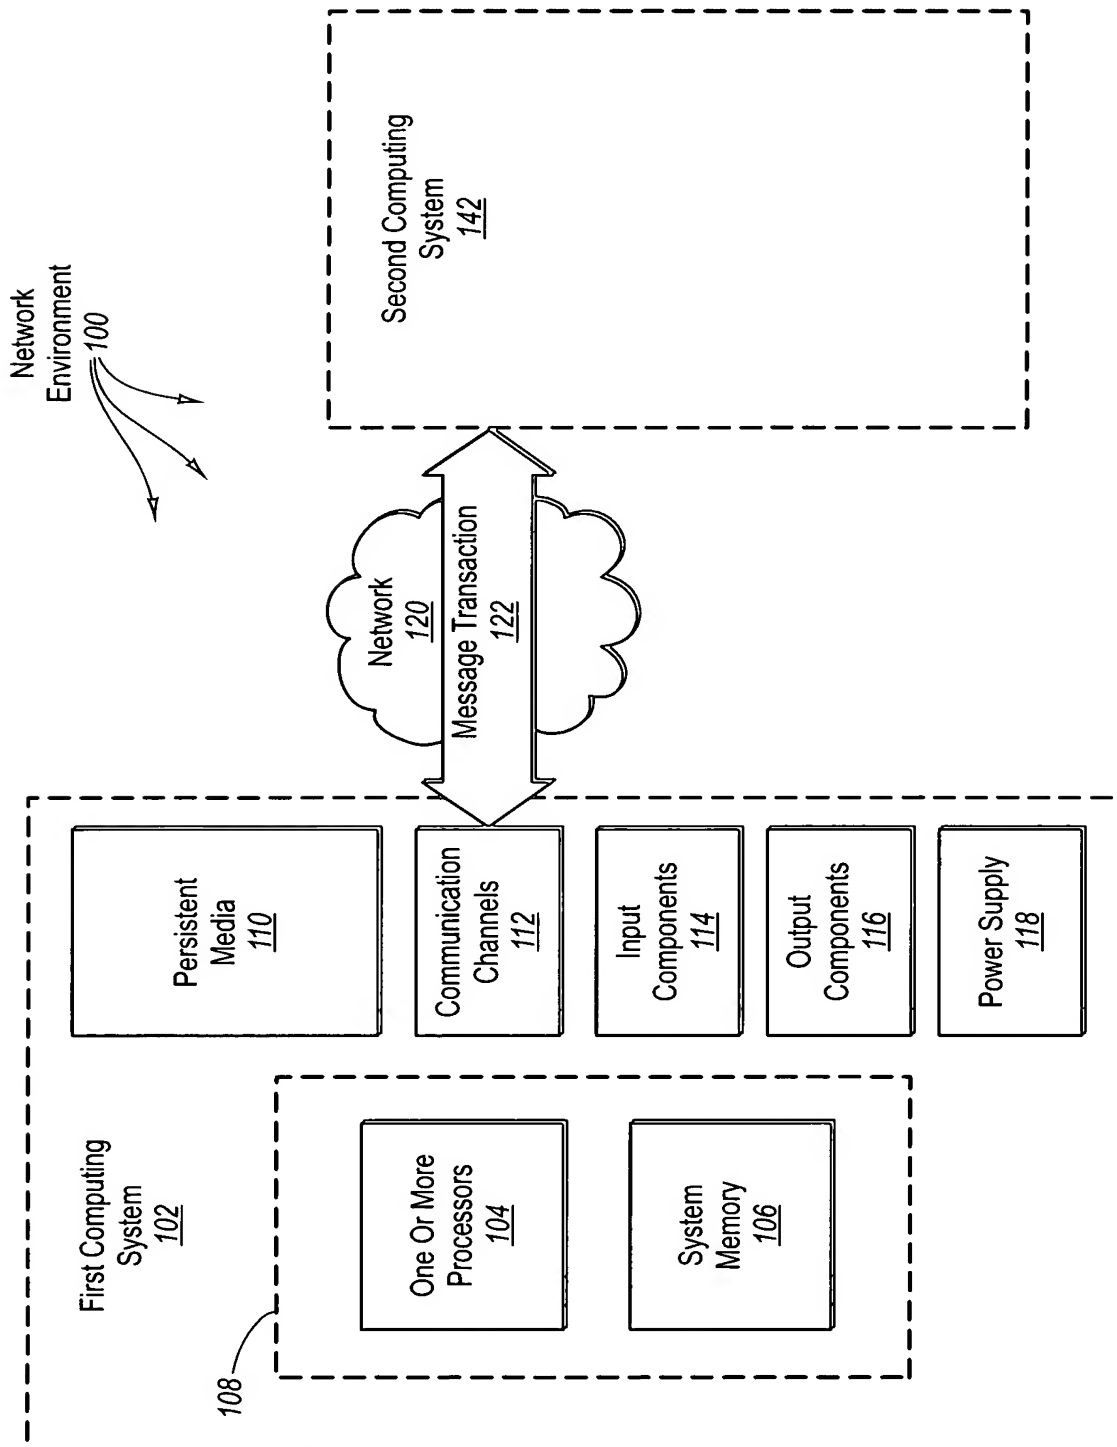 Network
Environment
100
First Computing
System
102
108
One Or More
Processors
104
System
Memory
106
Persistent
Media
110
Communication
Channels
112
Input
Components
114
Output
Components
116
Power Supply
118
Network
120
Message Transaction
122
Second Computing
System
142